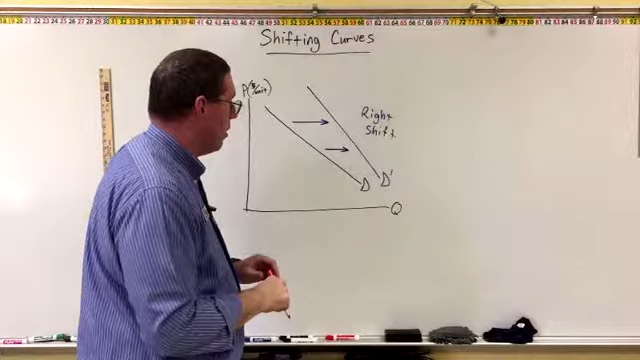 Shifting Curves
P($/unit)
Right
Shift
D D'
Q